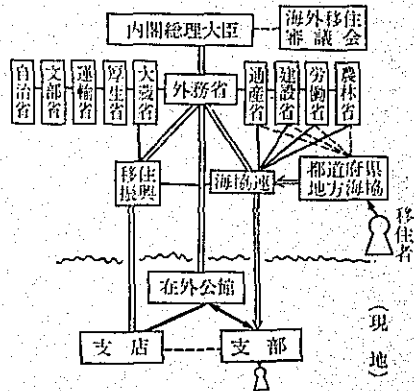 内閣総理大臣
海外移住
審議会
自治省
文部省
運輸省
厚生省
大蔵省
外務省
通産省
建設省
労働省
農林省
移住
振興
海協連
都道府県
地方海協
移住者
在外公館
支店
支部
（現地）